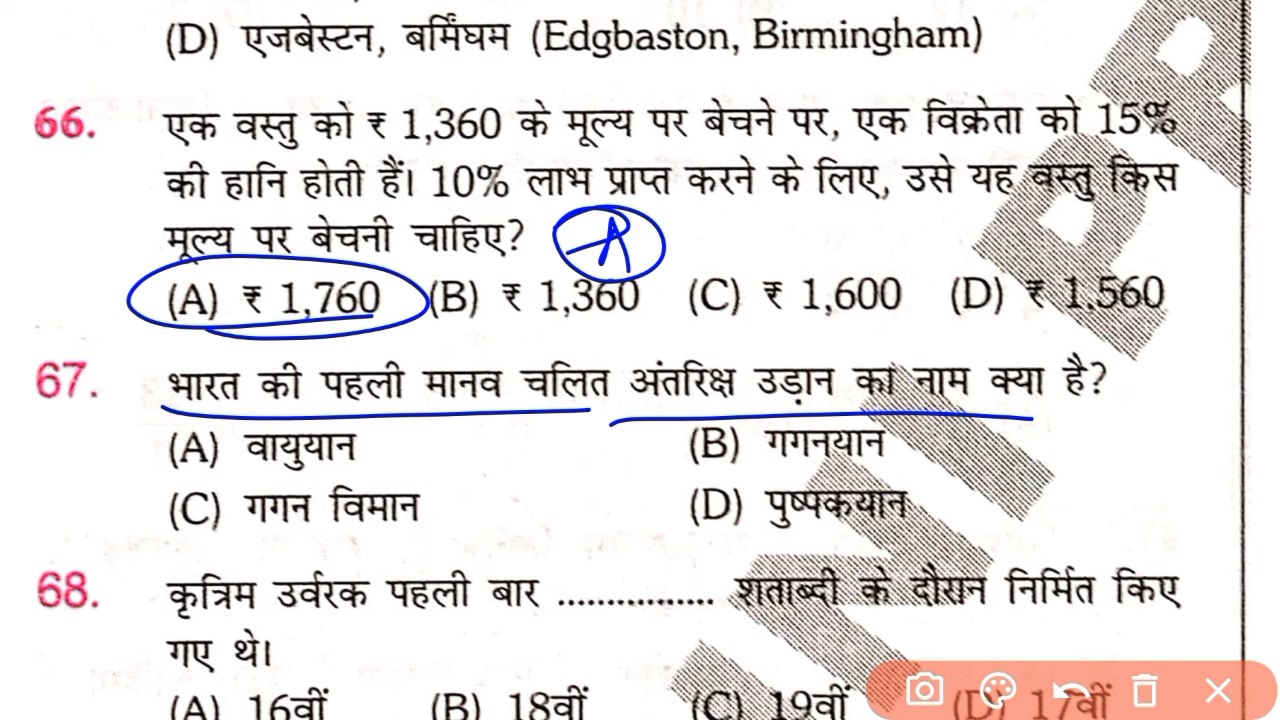 (D) एजबेस्टन, बर्मिंघम (Edgbaston, Birmingham)
66. एक वस्तु को ₹ 1,360 के मूल्य पर बेचने पर, एक विक्रेता को 15%
की हानि होती हैं। 10% लाभ प्राप्त करने के लिए, उसे यह वस्तु किस
मूल्य पर बेचनी चाहिए? A
(A) ₹ 1,760 (B) ₹ 1,360 (C) ₹ 1,600 (D) ₹ 1.560
67. भारत की पहली मानव चलित अंतरिक्ष उड़ान का नाम क्या है?
(A) वायुयान (B) गगनयान
(C) गगन विमान (D) पुष्पकयान
68. कृत्रिम उर्वरक पहली बार ................ शताब्दी के दौरान निर्मित किए
गए थे।
(A) 16वीं (B) 18वीं (C) 19वीं (D) 17वीं